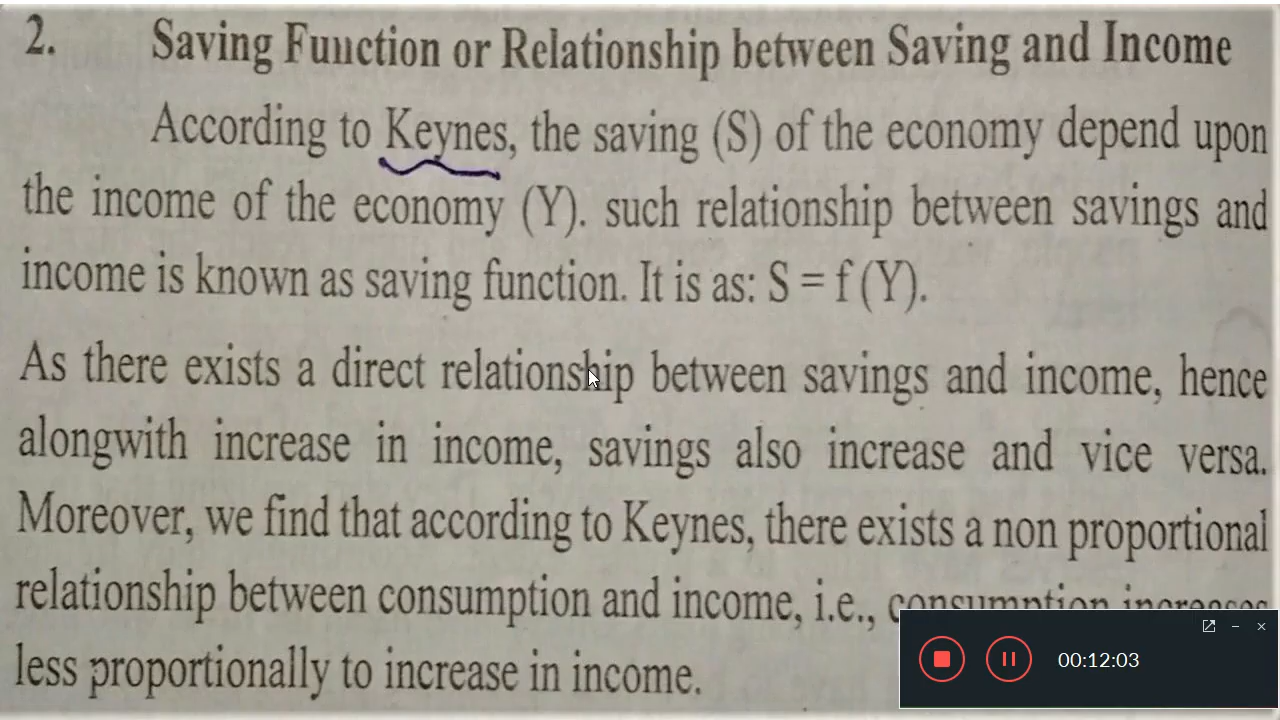 2. Saving Function or Relationship between Saving and Income
According to Keynes, the saving (S) of the economy depend upon
the income of the economy (Y). such relationship between savings and
income is known as saving function. It is as: S = f (Y).
As there exists a direct relationship between savings and income, hence
alongwith increase in income, savings also increase and vice versa.
Moreover, we find that according to Keynes, there exists a non proportional
relationship between consumption and income, i.e., consumption increases
less proportionally to increase in income.
00:12:03